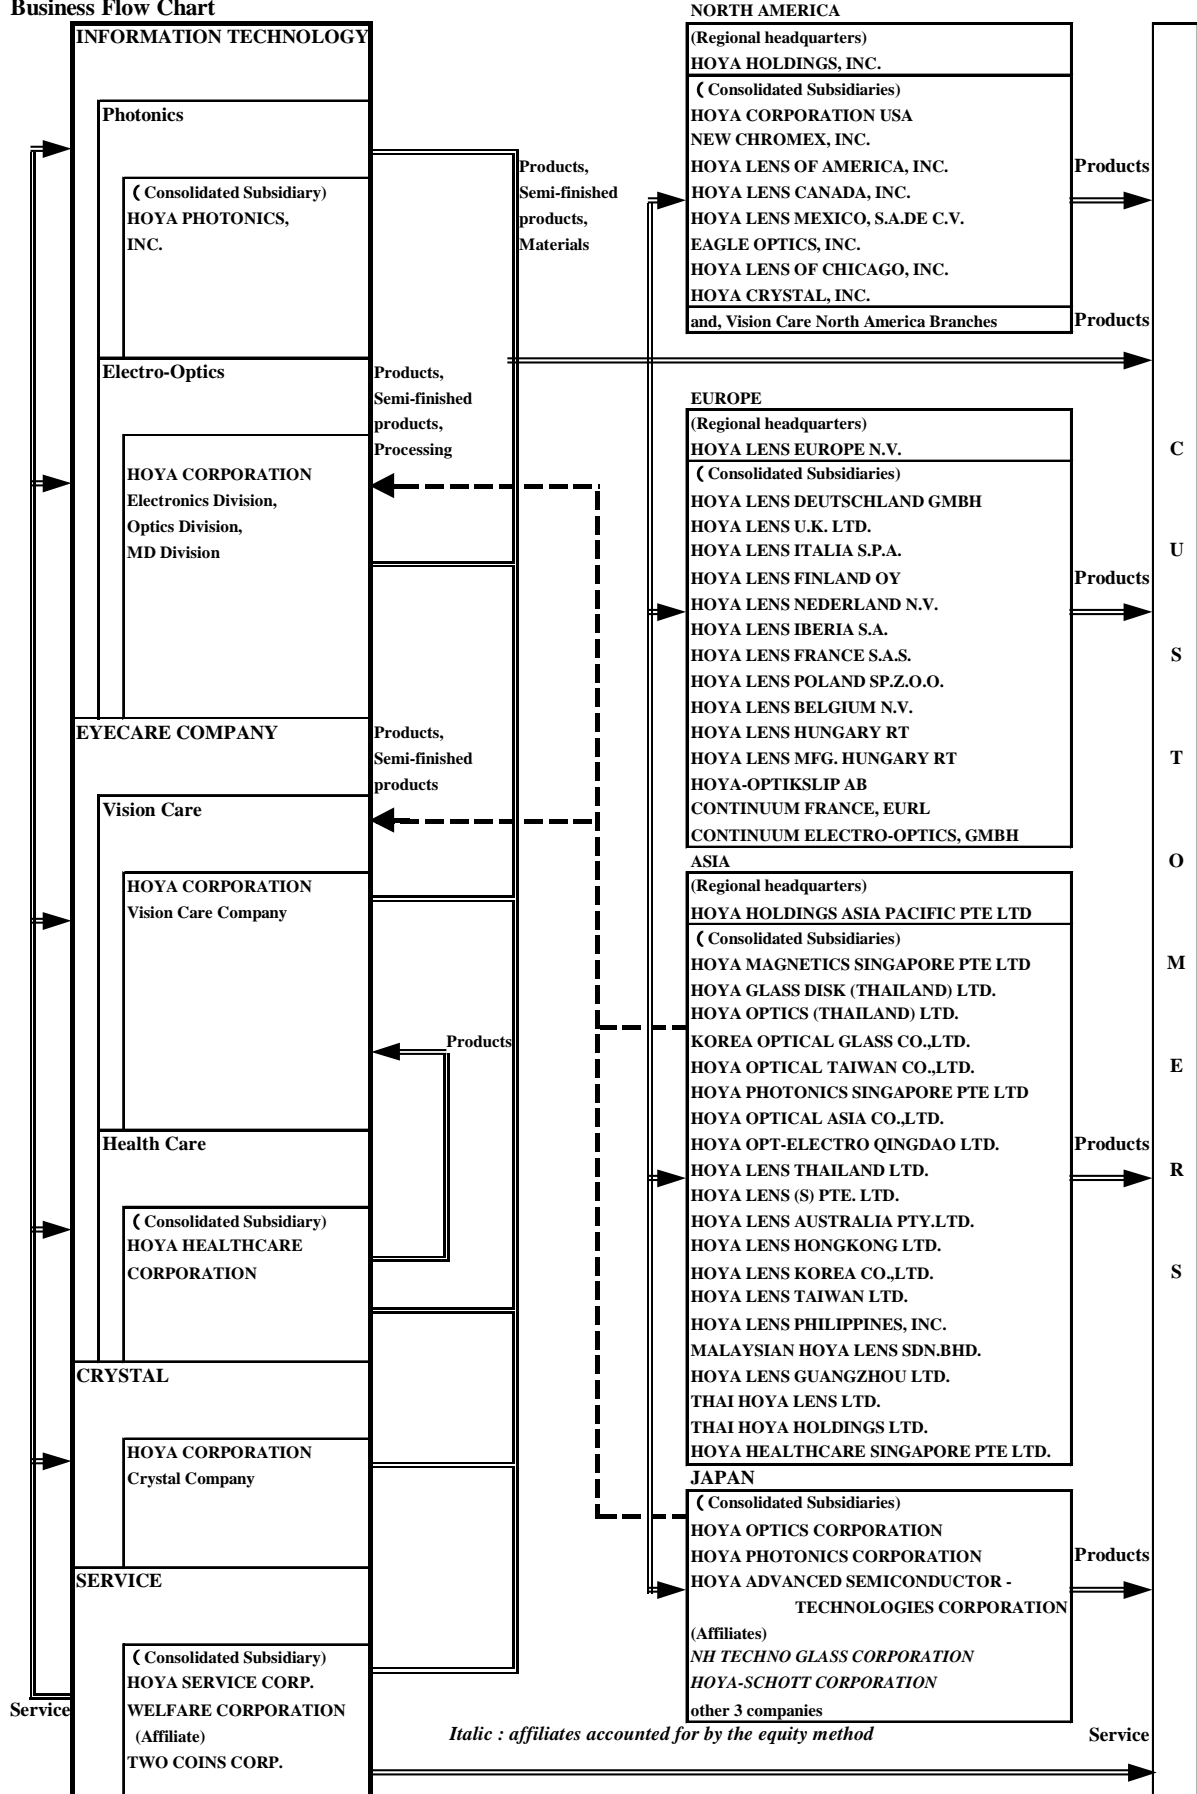 Business Flow Chart
INFORMATION TECHNOLOGY
Photonics
( Consolidated Subsidiary)
HOYA PHOTONICS,
INC.
Electro-Optics
HOYA CORPORATION
Electronics Division,
Optics Division,
MD Division
EYECARE COMPANY
Vision Care
HOYA CORPORATION
Vision Care Company
Health Care
( Consolidated Subsidiary)
HOYA HEALTHCARE
CORPORATION
CRYSTAL
HOYA CORPORATION
Crystal Company
SERVICE
( Consolidated Subsidiary)
HOYA SERVICE CORP.
WELFARE CORPORATION
(Affiliate)
TWO COINS CORP.
Service
Products,
Semi-finished
products,
Materials
Products,
Semi-finished
products,
Processing
Products,
Semi-finished
products
Products
NORTH AMERICA
(Regional headquarters)
HOYA HOLDINGS, INC.
( Consolidated Subsidiaries)
HOYA CORPORATION USA
NEW CHROMEX, INC.
HOYA LENS OF AMERICA, INC.
HOYA LENS CANADA, INC.
HOYA LENS MEXICO, S.A.DE C.V.
EAGLE OPTICS, INC.
HOYA LENS OF CHICAGO, INC.
HOYA CRYSTAL, INC.
and, Vision Care North America Branches
Products
Products
EUROPE
(Regional headquarters)
HOYA LENS EUROPE N.V.
( Consolidated Subsidiaries)
HOYA LENS DEUTSCHLAND GMBH
HOYA LENS U.K. LTD.
HOYA LENS ITALIA S.P.A.
HOYA LENS FINLAND OY
HOYA LENS NEDERLAND N.V.
HOYA LENS IBERIA S.A.
HOYA LENS FRANCE S.A.S.
HOYA LENS POLAND SP.Z.O.O.
HOYA LENS BELGIUM N.V.
HOYA LENS HUNGARY RT
HOYA LENS MFG. HUNGARY RT
HOYA-OPTIKSLIP AB
CONTINUUM FRANCE, EURL
CONTINUUM ELECTRO-OPTICS, GMBH
Products
ASIA
(Regional headquarters)
HOYA HOLDINGS ASIA PACIFIC PTE LTD
( Consolidated Subsidiaries)
HOYA MAGNETICS SINGAPORE PTE LTD
HOYA GLASS DISK (THAILAND) LTD.
HOYA OPTICS (THAILAND) LTD.
KOREA OPTICAL GLASS CO.,LTD.
HOYA OPTICAL TAIWAN CO.,LTD.
HOYA PHOTONICS SINGAPORE PTE LTD
HOYA OPTICAL ASIA CO.,LTD.
HOYA OPT-ELECTRO QINGDAO LTD.
HOYA LENS THAILAND LTD.
HOYA LENS (S) PTE. LTD.
HOYA LENS AUSTRALIA PTY.LTD.
HOYA LENS HONGKONG LTD.
HOYA LENS KOREA CO.,LTD.
HOYA LENS TAIWAN LTD.
HOYA LENS PHILIPPINES, INC.
MALAYSIAN HOYA LENS SDN.BHD.
HOYA LENS GUANGZHOU LTD.
THAI HOYA LENS LTD.
THAI HOYA HOLDINGS LTD.
HOYA HEALTHCARE SINGAPORE PTE LTD.
Products
JAPAN
( Consolidated Subsidiaries)
HOYA OPTICS CORPORATION
HOYA PHOTONICS CORPORATION
HOYA ADVANCED SEMICONDUCTOR -
TECHNOLOGIES CORPORATION
(Affiliates)
NH TECHNO GLASS CORPORATION
HOYA-SCHOTT CORPORATION
other 3 companies
Products
Italic : affiliates accounted for by the equity method
Service
C
U
S
T
O
M
E
R
S